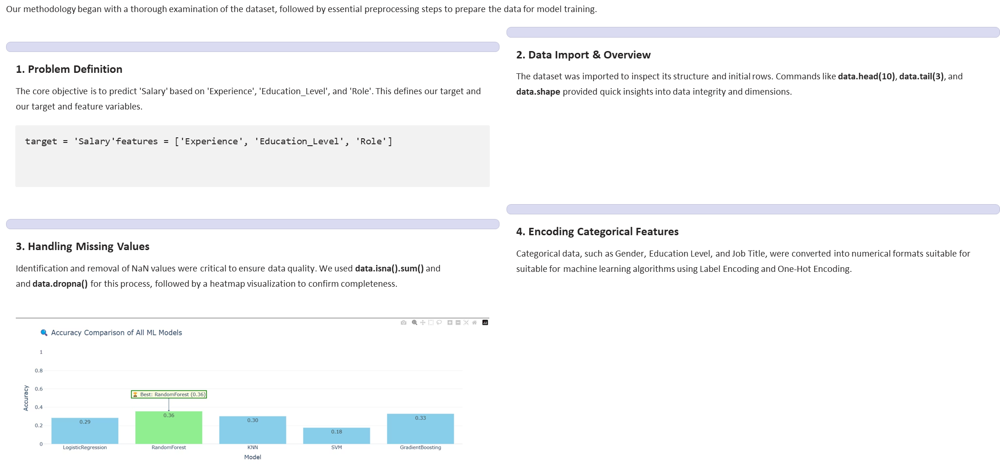 Our methodology began with a thorough examination of the dataset, followed by essential preprocessing steps to prepare the data for model training.
1. Problem Definition
The core objective is to predict 'Salary' based on 'Experience', 'Education_Level', and 'Role'. This defines our target and
our target and feature variables.
target = 'Salary'features = ['Experience', 'Education_Level', 'Role']
2. Data Import & Overview
The dataset was imported to inspect its structure and initial rows. Commands like data.head(10), data.tail(3), and
data.shape provided quick insights into data integrity and dimensions.
3. Handling Missing Values
Identification and removal of NaN values were critical to ensure data quality. We used data.isna().sum() and
and data.dropna() for this process, followed by a heatmap visualization to confirm completeness.
4. Encoding Categorical Features
Categorical data, such as Gender, Education Level, and Job Title, were converted into numerical formats suitable for
suitable for machine learning algorithms using Label Encoding and One-Hot Encoding.
Accuracy Comparison of All ML Models
1
0.8
0.6
0.4
0.2
0
Accuracy
Best: RandomForest (0.36)
0.29
0.36
0.30
0.18
0.33
LogisticRegression
RandomForest
KNN
SVM
GradientBoosting
Model